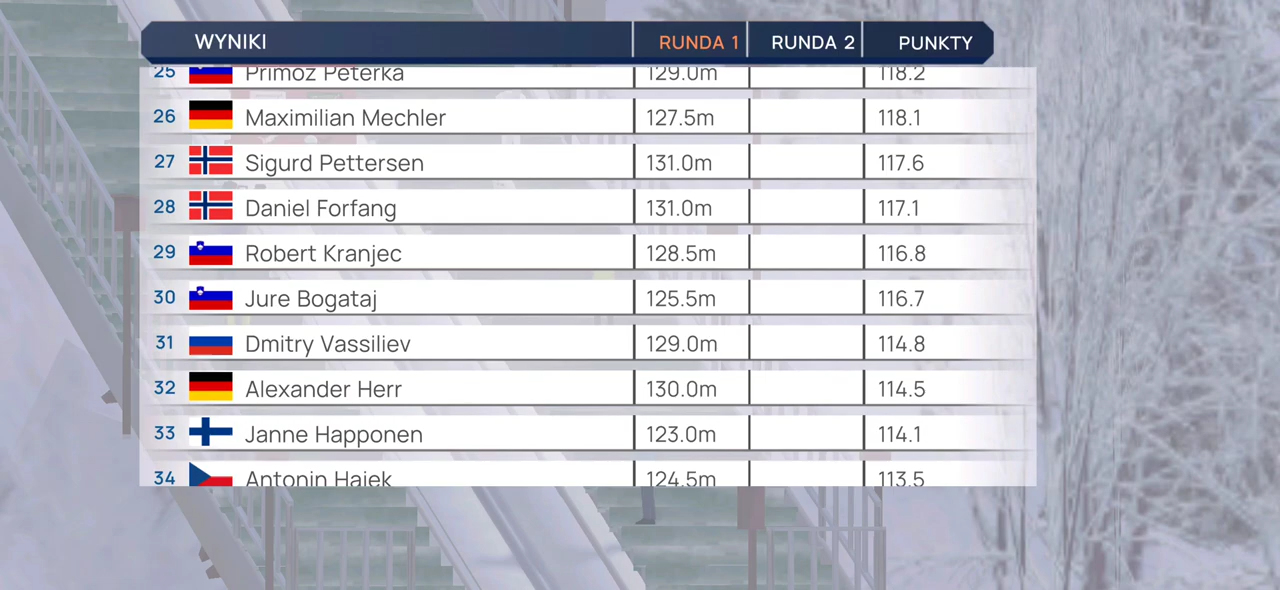 WYNIKI RUNDA 1 RUNDA 2 PUNKTY
25 Primoz Peterka 129.0m 118.2
26 Maximilian Mechler 127.5m 118.1
27 Sigurd Pettersen 131.0m 117.6
28 Daniel Forfang 131.0m 117.1
29 Robert Kranjec 128.5m 116.8
30 Jure Bogataj 125.5m 116.7
31 Dmitry Vassiliev 129.0m 114.8
32 Alexander Herr 130.0m 114.5
33 Janne Happonen 123.0m 114.1
34 Antonin Hajek 124.5m 113.5